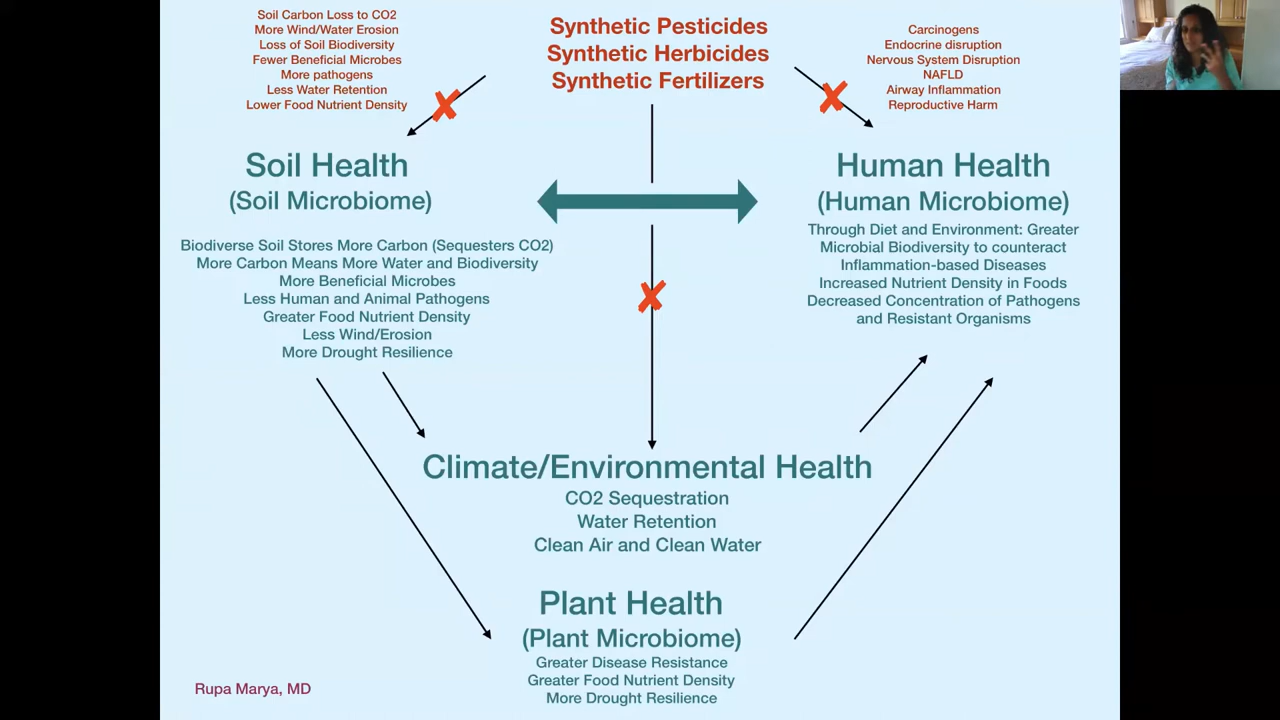 Soil Carbon Loss to CO2
More Wind/Water Erosion
Loss of Soil Biodiversity
Fewer Beneficial Microbes
More pathogens
Less Water Retention
Lower Food Nutrient Density
Synthetic Pesticides
Synthetic Herbicides
Synthetic Fertilizers
Carcinogens
Endocrine disruption
Nervous System Disruption
NAFLD
Airway Inflammation
Reproductive Harm
Soil Health
(Soil Microbiome)
Biodiverse Soil Stores More Carbon (Sequesters CO2)
More Carbon Means More Water and Biodiversity
More Beneficial Microbes
Less Human and Animal Pathogens
Greater Food Nutrient Density
Less Wind/Erosion
More Drought Resilience
Human Health
(Human Microbiome)
Through Diet and Environment: Greater
Microbial Biodiversity to counteract
Inflammation-based Diseases
Increased Nutrient Density in Foods
Decreased Concentration of Pathogens
and Resistant Organisms
Climate/Environmental Health
CO2 Sequestration
Water Retention
Clean Air and Clean Water
Plant Health
(Plant Microbiome)
Greater Disease Resistance
Greater Food Nutrient Density
More Drought Resilience
Rupa Marya, MD